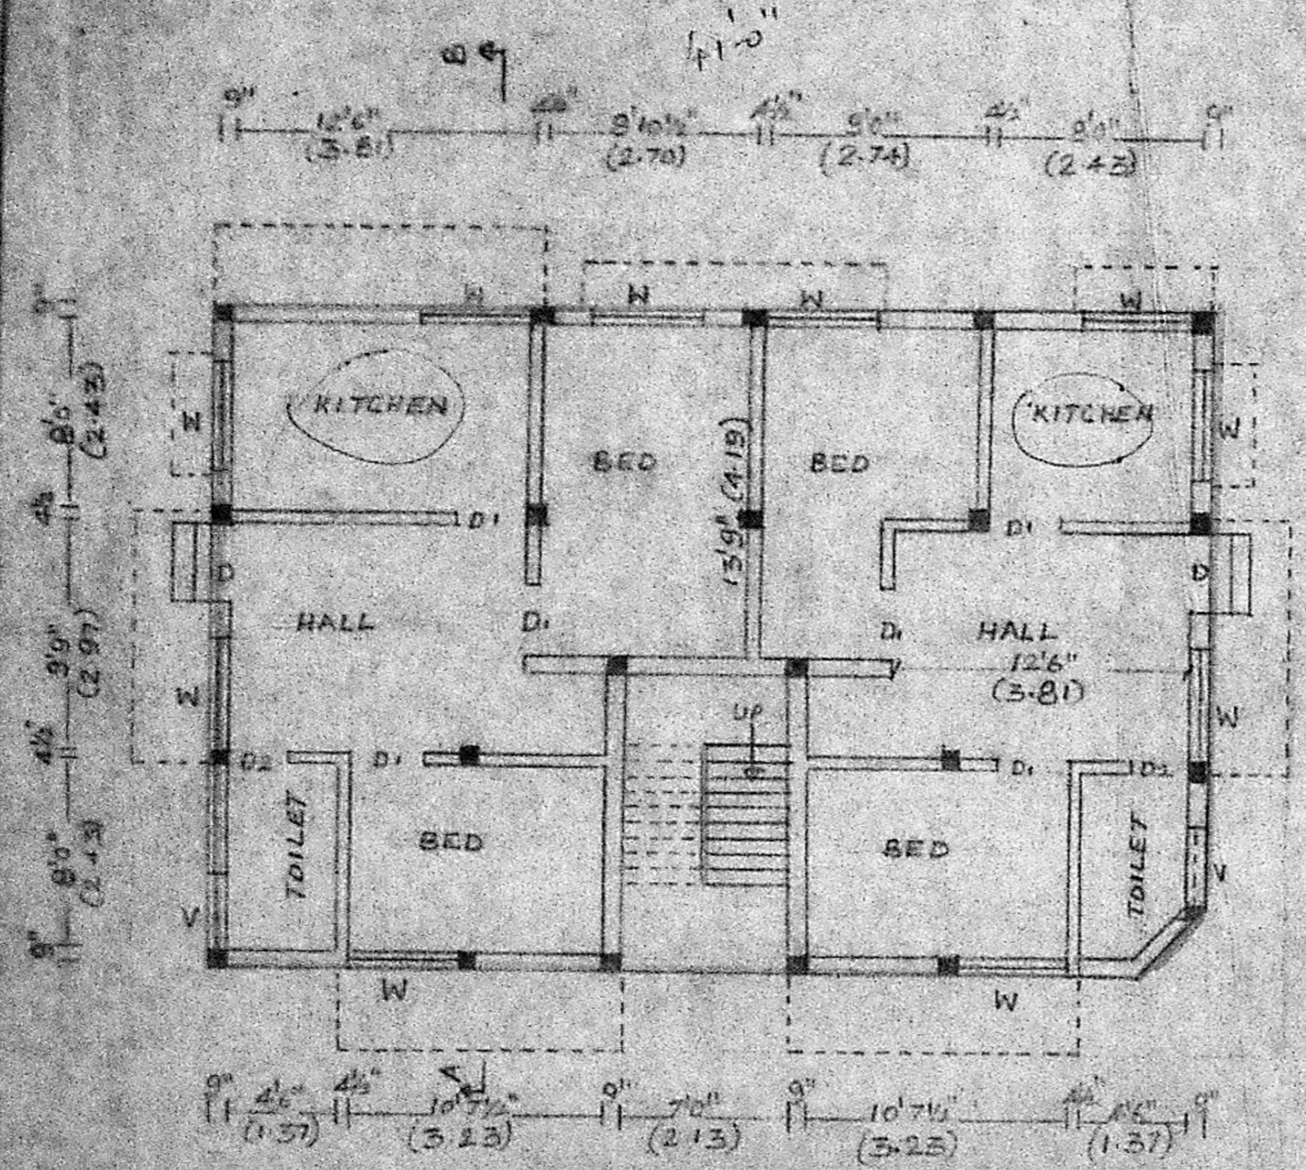 41'-0"
B
9" 12'6" 4½" 9'10½" 4½" 9'0" 4½" 8'0" 9"
(3.81) (2.70) (2.74) (2.43)
W W W W
9"
8'0"
(2.43)
4½
9'9"
(2.97)
4½"
8'0"
(2.43)
9"
W KITCHEN BED 13'9" (4.19) BED KITCHEN W
D1 D1
D HALL D1 D1 HALL D
12'6"
(3.81)
W UP W
D2 D1 D1 D2
TOILET BED BED TOILET
V V
W W
9" 4'6" 4½" 10'7½" 9" 7'0" 9" 10'7½" 4½" 4'6" 9"
(1.37) (3.23) (2.13) (3.23) (1.37)